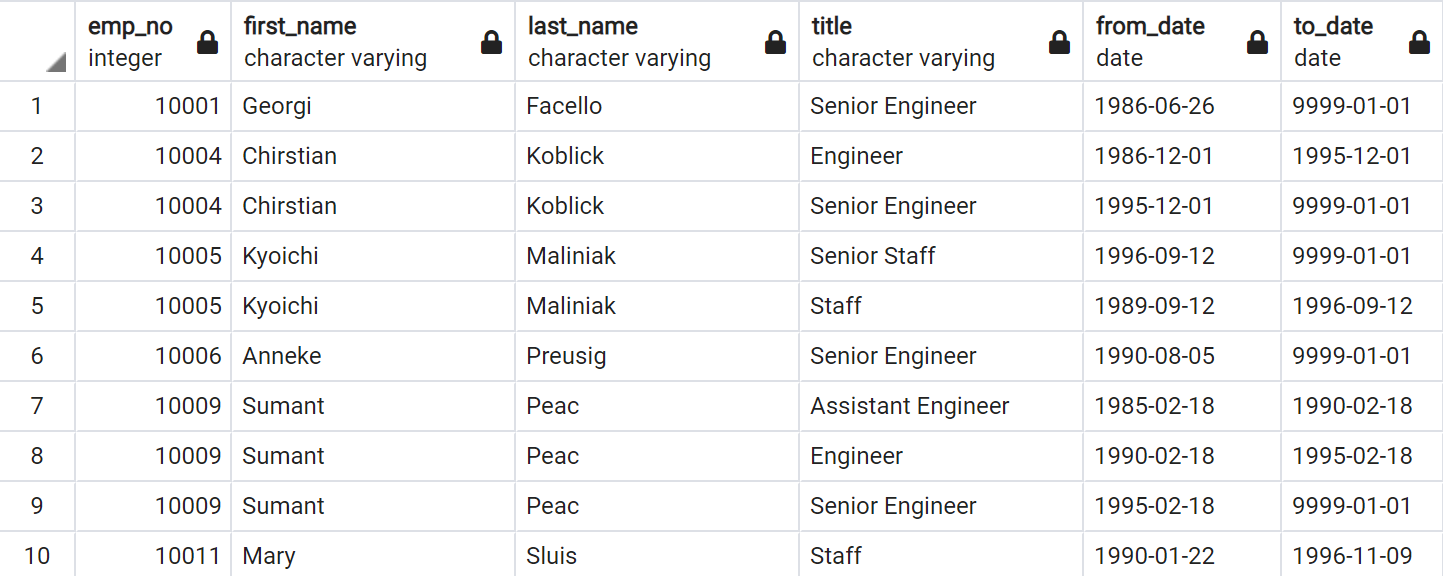 emp_no first_name last_name title from_date to_date
integer character varying character varying character varying date date
1 10001 Georgi Facello Senior Engineer 1986-06-26 9999-01-01
2 10004 Chirstian Koblick Engineer 1986-12-01 1995-12-01
3 10004 Chirstian Koblick Senior Engineer 1995-12-01 9999-01-01
4 10005 Kyoichi Maliniak Senior Staff 1996-09-12 9999-01-01
5 10005 Kyoichi Maliniak Staff 1989-09-12 1996-09-12
6 10006 Anneke Preusig Senior Engineer 1990-08-05 9999-01-01
7 10009 Sumant Peac Assistant Engineer 1985-02-18 1990-02-18
8 10009 Sumant Peac Engineer 1990-02-18 1995-02-18
9 10009 Sumant Peac Senior Engineer 1995-02-18 9999-01-01
10 10011 Mary Sluis Staff 1990-01-22 1996-11-09